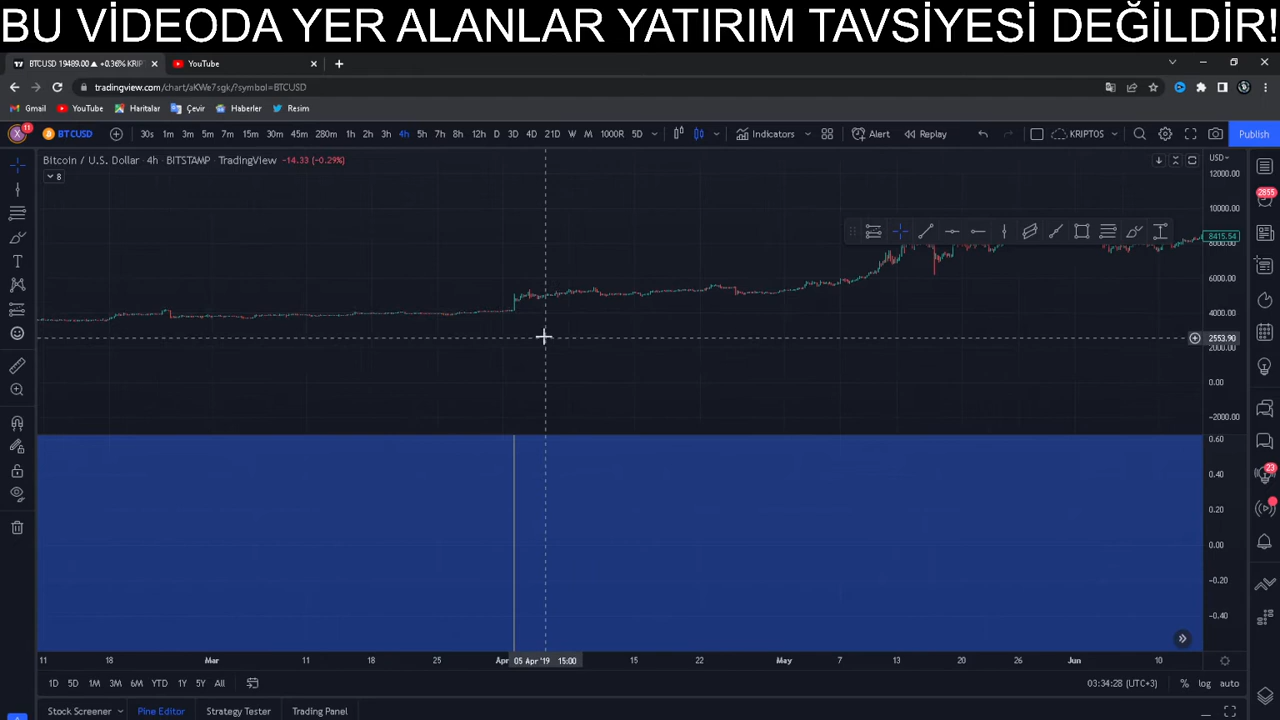 BU VİDEODA YER ALANLAR YATIRIM TAVSİYESİ DEĞİLDİR!
BTCUSD 19489.00 ▲ +0.36% KRİP
YouTube
tradingview.com/chart/aKWe7sgk/?symbol=BTCUSD
Gmail YouTube Haritalar Çevir Haberler Resim
X 11 BTCUSD 30s 1m 3m 5m 7m 15m 30m 45m 280m 1h 2h 3h 4h 5h 7h 8h 12h D 3D 4D 21D W M 1000R 5D Indicators Alert Replay KRIPTOS Publish
Bitcoin / U.S. Dollar · 4h · BITSTAMP · TradingView -14.33 (-0.29%)
USD
8
12000.00
10000.00
8415.54
8000.00
6000.00
4000.00
2553.90
2000.00
0.00
-2000.00
0.60
0.40
0.20
0.00
-0.20
-0.40
2855
23
11 18 Mar 11 18 25 Apr 05 Apr '19 15:00 15 22 May 7 13 20 26 Jun 10
1D 5D 1M 3M 6M YTD 1Y 5Y All
03:34:28 (UTC+3) % log auto
Stock Screener Pine Editor Strategy Tester Trading Panel